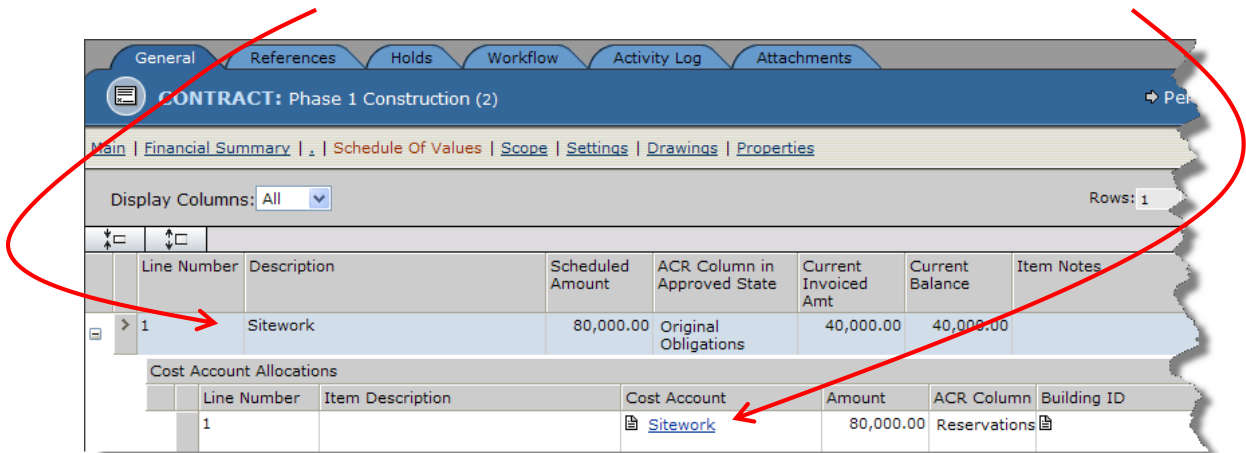 General References Holds Workflow Activity Log Attachments
CONTRACT: Phase 1 Construction (2)
Main | Financial Summary | . | Schedule Of Values | Scope | Settings | Drawings | Properties
Display Columns: All Rows: 1
Line Number Description Scheduled Amount ACR Column in Approved State Current Invoiced Amt Current Balance Item Notes
1 Sitework 80,000.00 Original Obligations 40,000.00 40,000.00
Cost Account Allocations
Line Number Item Description Cost Account Amount ACR Column Building ID
1 Sitework 80,000.00 Reservations